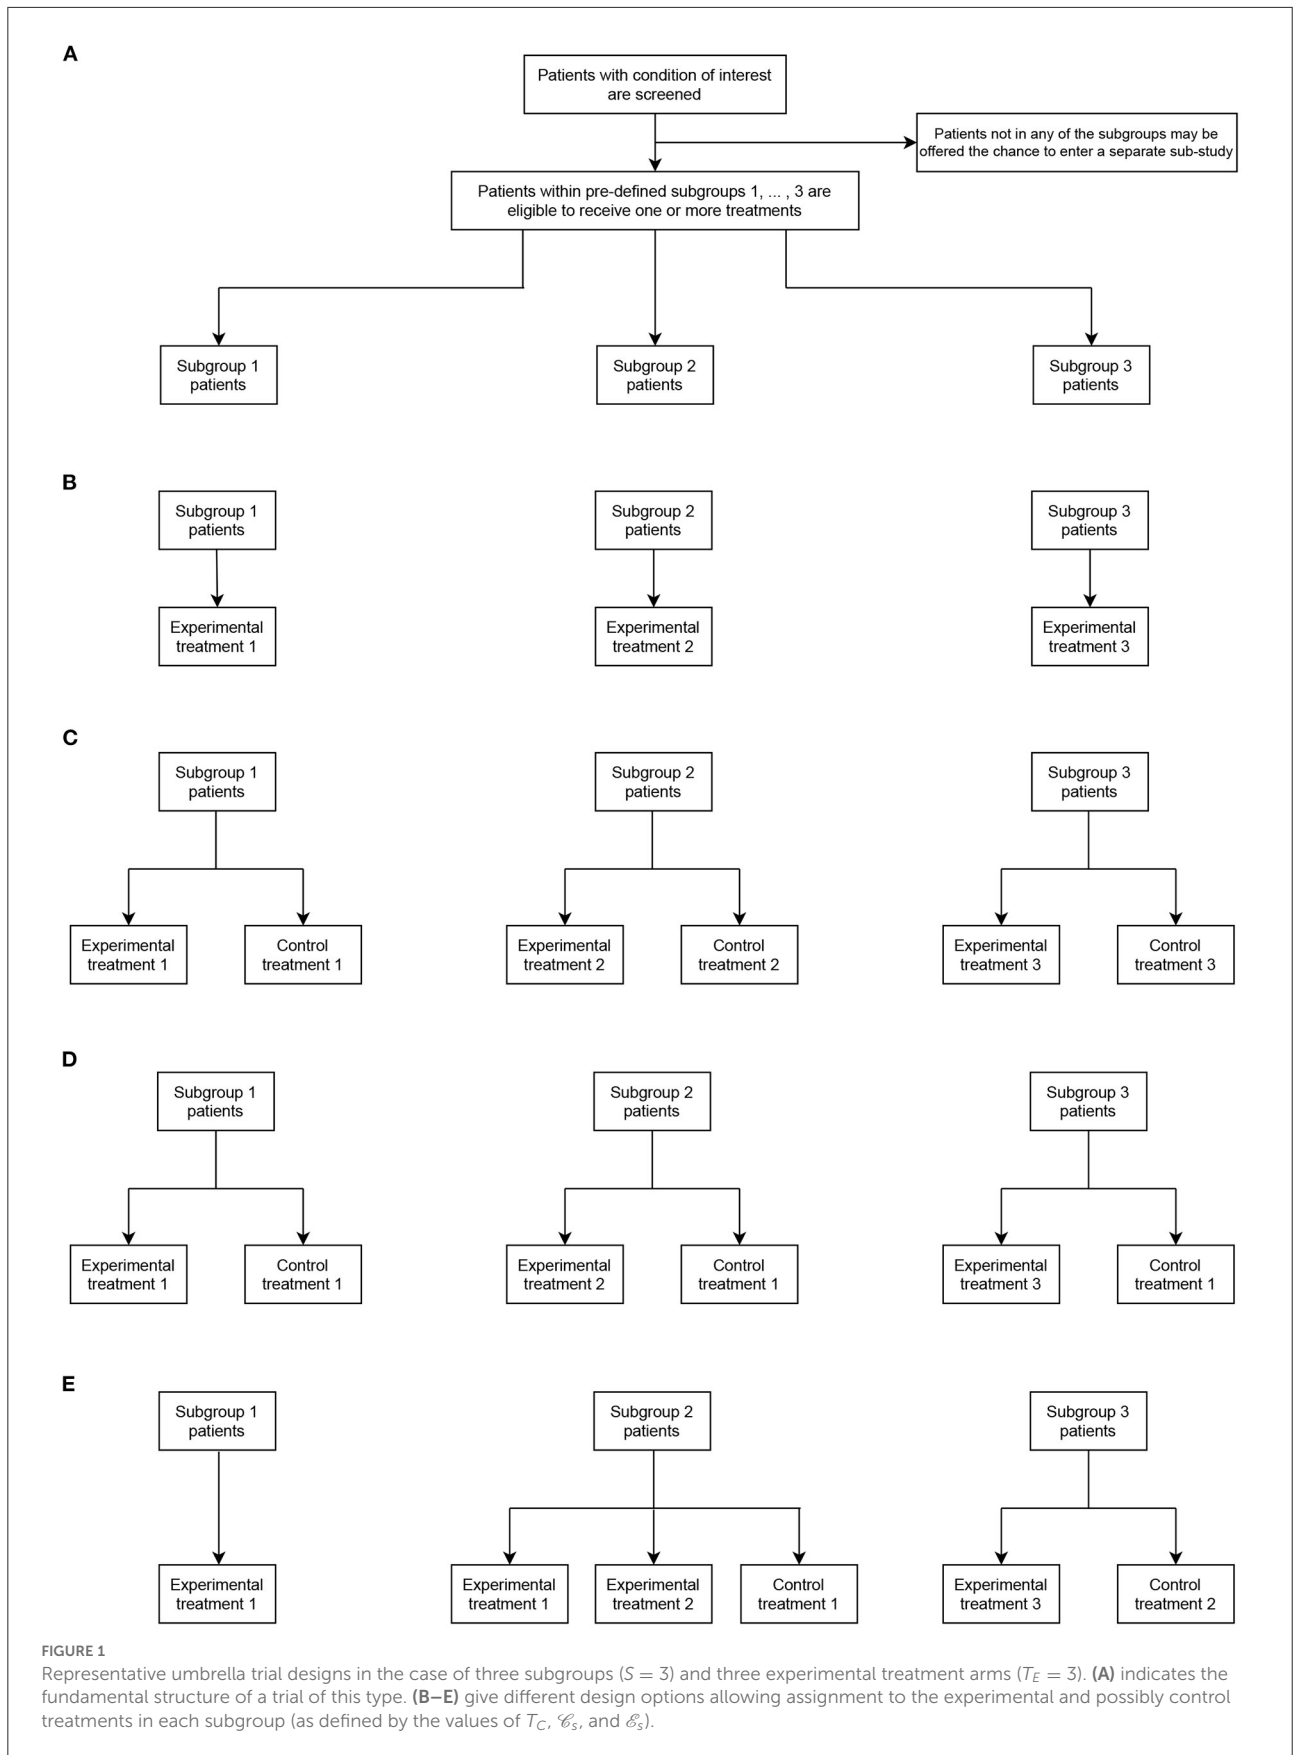 A
Patients with condition of interest
are screened
Patients not in any of the subgroups may be
offered the chance to enter a separate sub-study
Patients within pre-defined subgroups 1, ... , 3 are
eligible to receive one or more treatments
Subgroup 1
patients
Subgroup 2
patients
Subgroup 3
patients
B
Subgroup 1
patients
Subgroup 2
patients
Subgroup 3
patients
Experimental
treatment 1
Experimental
treatment 2
Experimental
treatment 3
C
Subgroup 1
patients
Subgroup 2
patients
Subgroup 3
patients
Experimental
treatment 1
Control
treatment 1
Experimental
treatment 2
Control
treatment 2
Experimental
treatment 3
Control
treatment 3
D
Subgroup 1
patients
Subgroup 2
patients
Subgroup 3
patients
Experimental
treatment 1
Control
treatment 1
Experimental
treatment 2
Control
treatment 1
Experimental
treatment 3
Control
treatment 1
E
Subgroup 1
patients
Subgroup 2
patients
Subgroup 3
patients
Experimental
treatment 1
Experimental
treatment 1
Experimental
treatment 2
Control
treatment 1
Experimental
treatment 3
Control
treatment 2
FIGURE 1
Representative umbrella trial designs in the case of three subgroups (S = 3) and three experimental treatment arms (T_E = 3). (A) indicates the
fundamental structure of a trial of this type. (B–E) give different design options allowing assignment to the experimental and possibly control
treatments in each subgroup (as defined by the values of T_C, 𝒞_s, and ℰ_s).